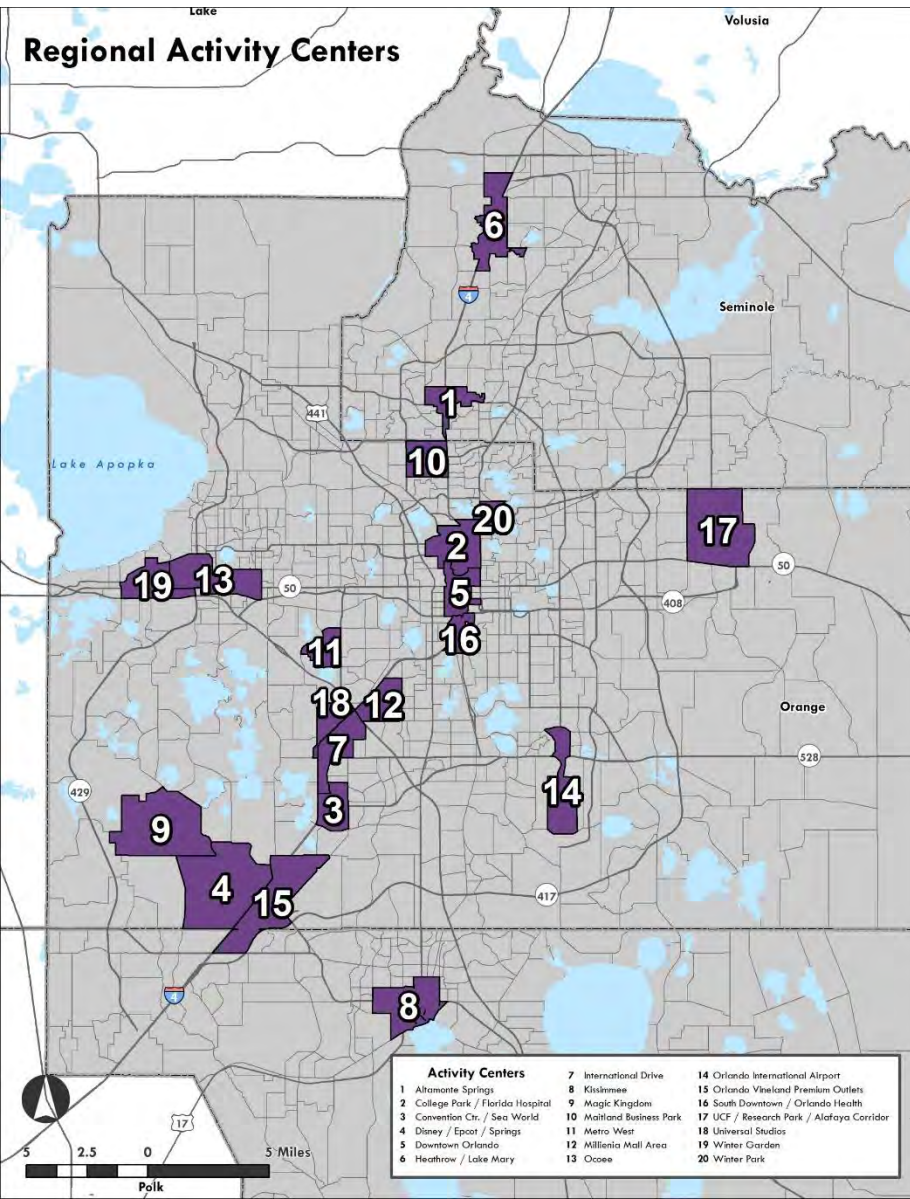 Lake
Volusia
Regional Activity Centers
6
4
Seminole
1
441
Lake Apopka
10
20
17
2
19
13
50
5
50
408
16
11
18
12
Orange
7
528
429
14
3
9
4
15
417
4
8
Activity Centers
1 Altamonte Springs
2 College Park / Florida Hospital
3 Convention Ctr. / Sea World
4 Disney / Epcot / Springs
5 Downtown Orlando
6 Heathrow / Lake Mary
7 International Drive
8 Kissimmee
9 Magic Kingdom
10 Maitland Business Park
11 Metro West
12 Millenia Mall Area
13 Ocoee
14 Orlando International Airport
15 Orlando Vineland Premium Outlets
16 South Downtown / Orlando Health
17 UCF / Research Park / Alafaya Corridor
18 Universal Studios
19 Winter Garden
20 Winter Park
17
5 2.5 0 5 Miles
Polk